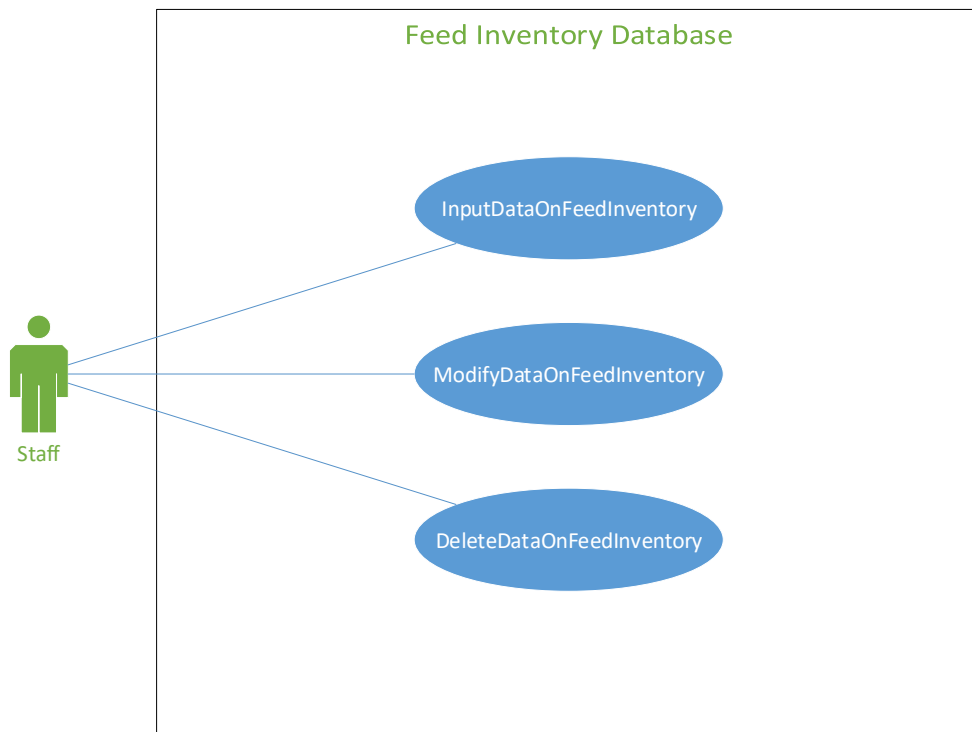 Feed Inventory Database
InputDataOnFeedInventory
ModifyDataOnFeedInventory
Staff
DeleteDataOnFeedInventory